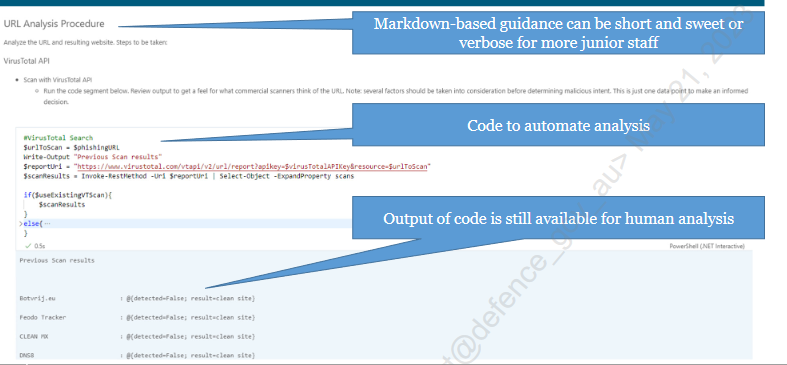 URL Analysis Procedure
Markdown-based guidance can be short and sweet or
verbose for more junior staff
Analyze the URL and resulting website. Steps to be taken:
VirusTotal API
Scan with VirusTotal API
Run the code segment below. Review output to get a feel for what commercial scanners think of the URL. Note: several factors should be taken into consideration before determining malicious intent. This is just one data point to make an informed
decision.
Code to automate analysis
#VirusTotal Search
$urlToScan = $phishingURL
Write-Output "Previous Scan results"
$reportUri = "https://www.virustotal.com/vtapi/v2/url/report?apikey=$virusTotalAPIKey&resource=$urlToScan"
$scanResults = Invoke-RestMethod -Uri $reportUri | Select-Object -ExpandProperty scans
if($useExistingVTScan){
$scanResults
}
>else{ ...
}
Output of code is still available for human analysis
✓ 0.5s
PowerShell (.NET Interactive)
Previous Scan results
Botvrij.eu : @{detected=False; result=clean site}
Feodo Tracker : @{detected=False; result=clean site}
CLEAN MX : @{detected=False; result=clean site}
DNS8 : @{detected=False; result=clean site}